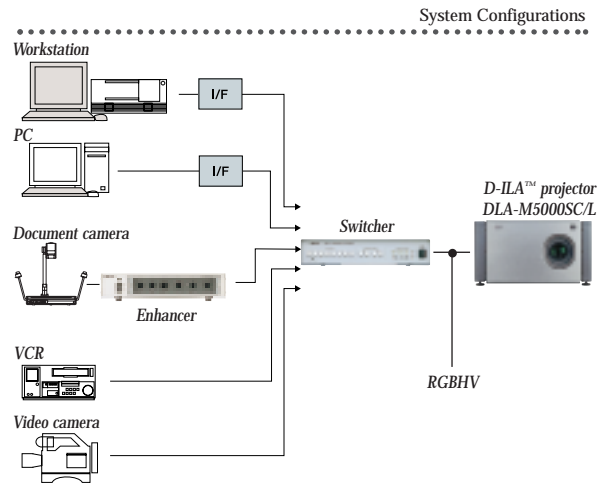 System Configurations
Workstation
I/F
PC
I/F
D-ILA™ projector
DLA-M5000SC/L
Document camera
Switcher
Enhancer
VCR
RGBHV
Video camera